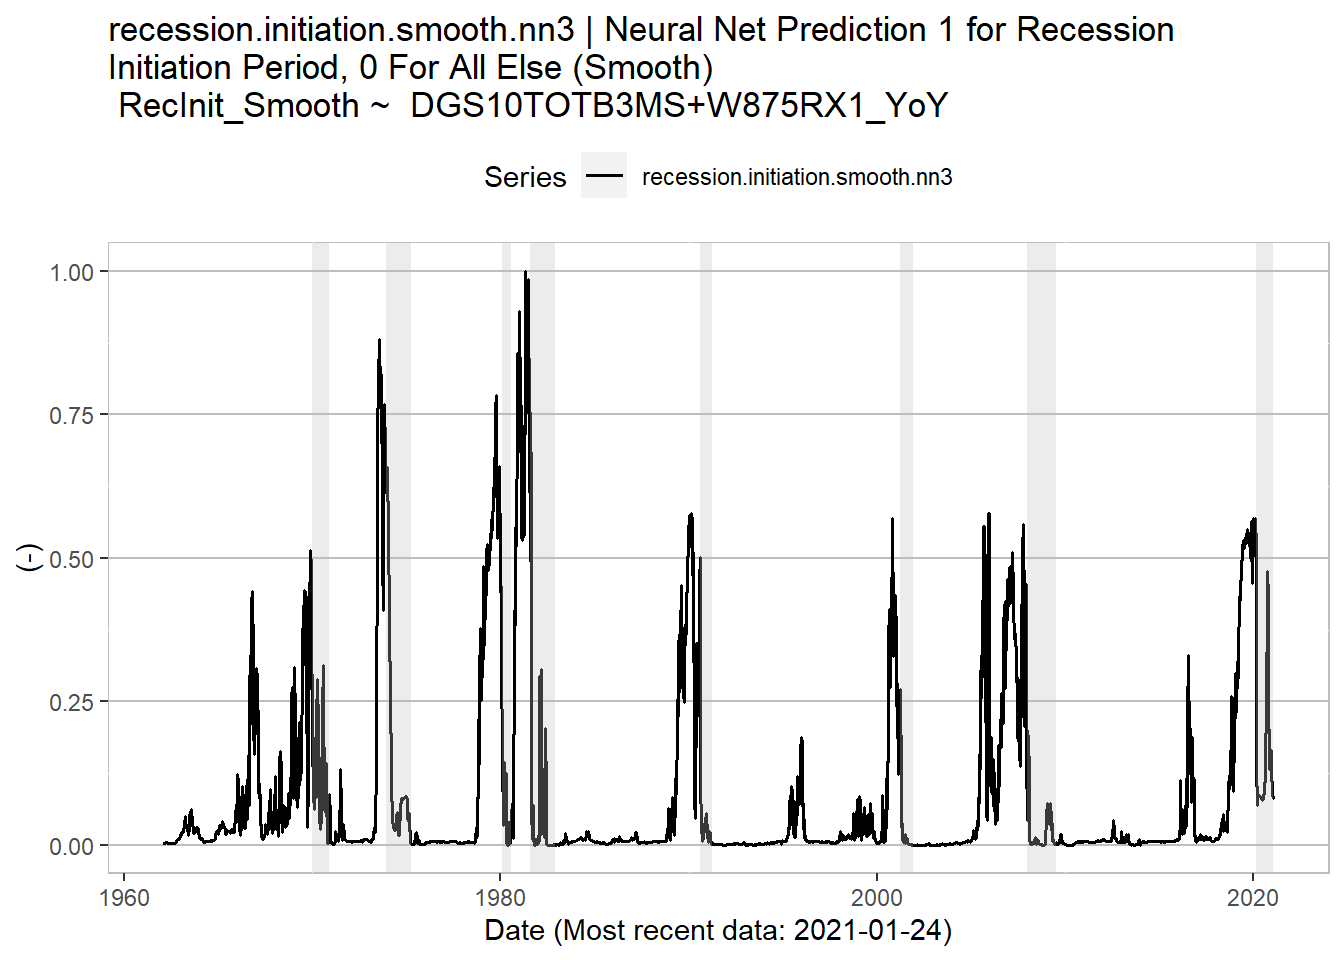 recession.initiation.smooth.nn3 | Neural Net Prediction 1 for Recession
Initiation Period, 0 For All Else (Smooth)
RecInit_Smooth ~  DGS10TOTB3MS+W875RX1_YoY
Series
recession.initiation.smooth.nn3
1.00
0.75
0.50
0.25
0.00
(-)
1960
1980
2000
2020
Date (Most recent data: 2021-01-24)